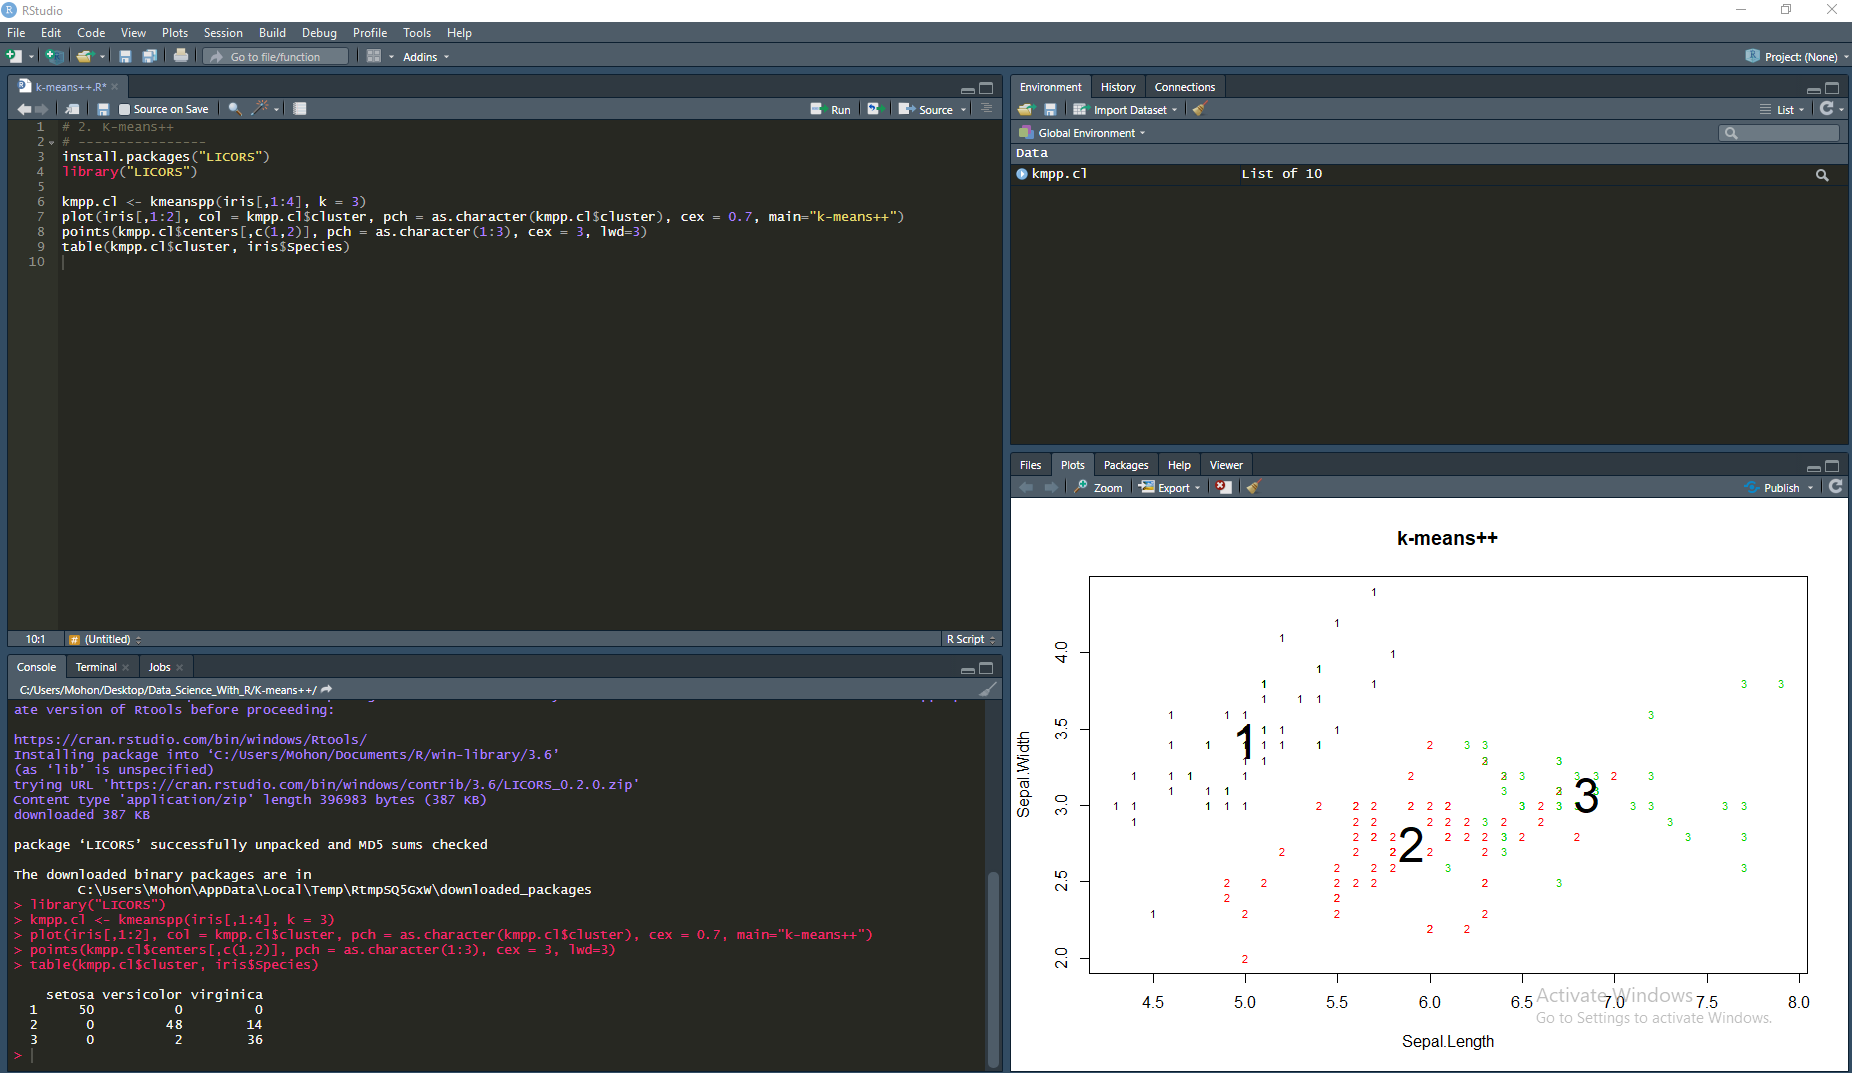 RStudio
File Edit Code View Plots Session Build Debug Profile Tools Help
Go to file/function Addins Project: (None)
k-means++.R*
Source on Save Run Source
1 # 2. K-means++
2 # ----------------
3 install.packages("LICORS")
4 library("LICORS")
5
6 kmpp.cl <- kmeanspp(iris[,1:4], k = 3)
7 plot(iris[,1:2], col = kmpp.cl$cluster, pch = as.character(kmpp.cl$cluster), cex = 0.7, main="k-means++")
8 points(kmpp.cl$centers[,c(1,2)], pch = as.character(1:3), cex = 3, lwd=3)
9 table(kmpp.cl$cluster, iris$Species)
10
10:1 # (Untitled) R Script
Console Terminal Jobs
C:/Users/Mohon/Desktop/Data_Science_With_R/K-means++/
ate version of Rtools before proceeding:
https://cran.rstudio.com/bin/windows/Rtools/
Installing package into ‘C:/Users/Mohon/Documents/R/win-library/3.6’
(as ‘lib’ is unspecified)
trying URL 'https://cran.rstudio.com/bin/windows/contrib/3.6/LICORS_0.2.0.zip'
Content type 'application/zip' length 396983 bytes (387 KB)
downloaded 387 KB
package ‘LICORS’ successfully unpacked and MD5 sums checked
The downloaded binary packages are in
C:\Users\Mohon\AppData\Local\Temp\RtmpSQ5GxW\downloaded_packages
> library("LICORS")
> kmpp.cl <- kmeanspp(iris[,1:4], k = 3)
> plot(iris[,1:2], col = kmpp.cl$cluster, pch = as.character(kmpp.cl$cluster), cex = 0.7, main="k-means++")
> points(kmpp.cl$centers[,c(1,2)], pch = as.character(1:3), cex = 3, lwd=3)
> table(kmpp.cl$cluster, iris$Species)
setosa versicolor virginica
1 50 0 0
2 0 48 14
3 0 2 36
>
Environment History Connections
Import Dataset List
Global Environment
Data
kmpp.cl List of 10
Files Plots Packages Help Viewer
Zoom Export Publish
k-means++
Sepal.Width
4.0
3.5
3.0
2.5
2.0
1
2
3
4.5 5.0 5.5 6.0 6.5 7.0 7.5 8.0
Sepal.Length
Activate Windows
Go to Settings to activate Windows.